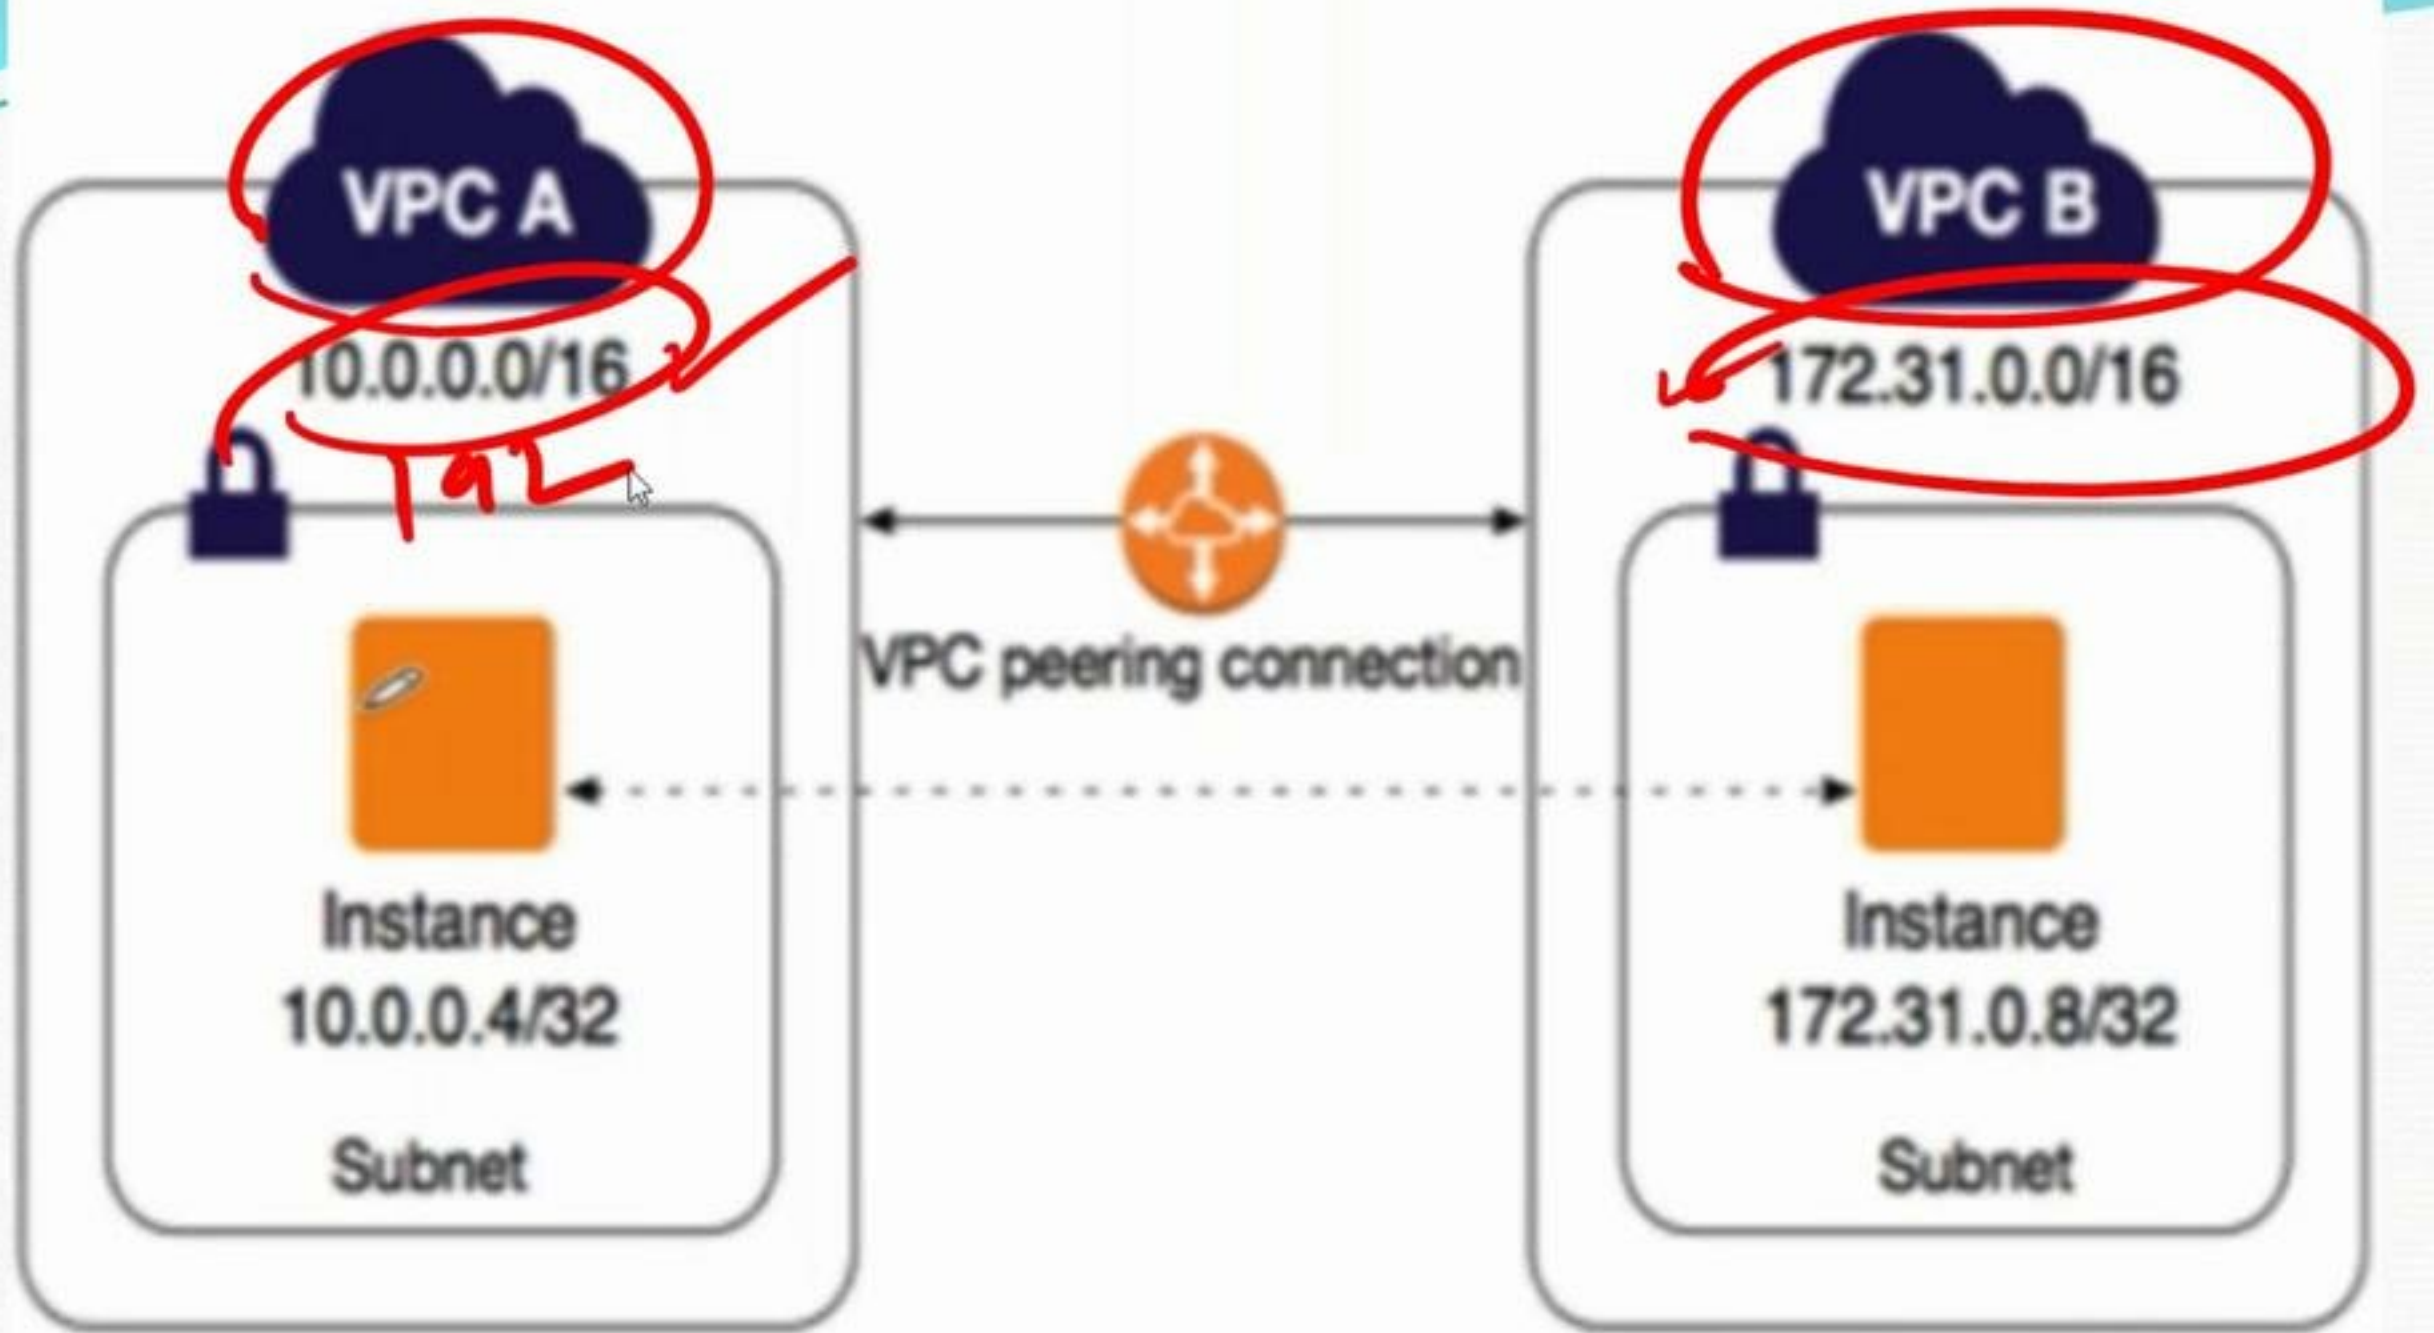 VPC A
10.0.0.0/16
192
Instance
10.0.0.4/32
Subnet
VPC peering connection
VPC B
172.31.0.0/16
Instance
172.31.0.8/32
Subnet